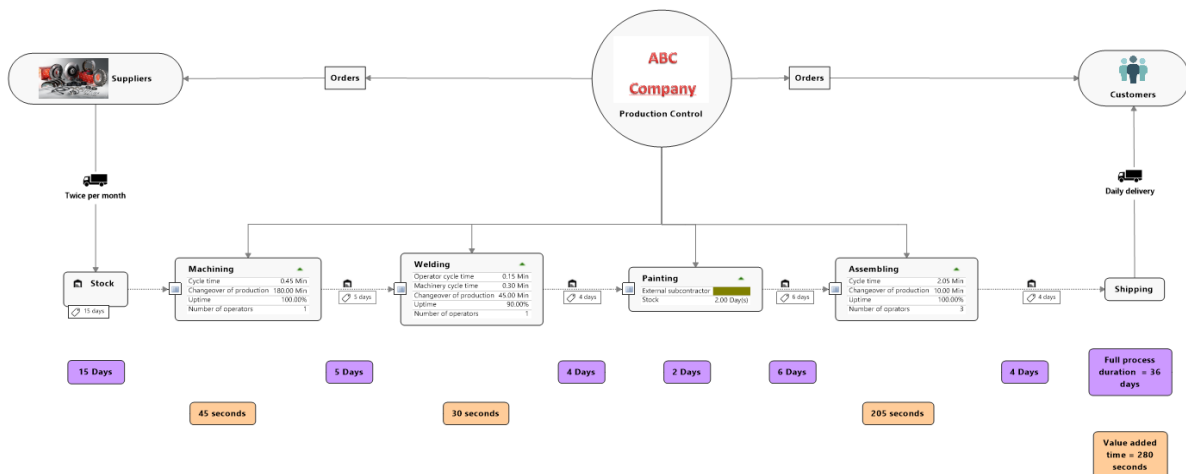 Suppliers
Orders
ABC
Company
Production Control
Orders
Customers
Twice per month
Daily delivery
Stock
15 days
Machining
Cycle time 0.45 Min
Changeover of production 180.00 Min
Uptime 100.00%
Number of operators 1
5 days
Welding
Operator cycle time 0.15 Min
Machinery cycle time 0.30 Min
Changeover of production 45.00 Min
Uptime 90.00%
Number of operators 1
4 days
Painting
External subcontractor
Stock 2.00 Day(s)
6 days
Assembling
Cycle time 2.05 Min
Changeover of production 10.00 Min
Uptime 100.00%
Number of oprators 3
4 days
Shipping
15 Days
5 Days
4 Days
2 Days
6 Days
4 Days
Full process
duration = 36
days
45 seconds
30 seconds
205 seconds
Value added
time = 280
seconds